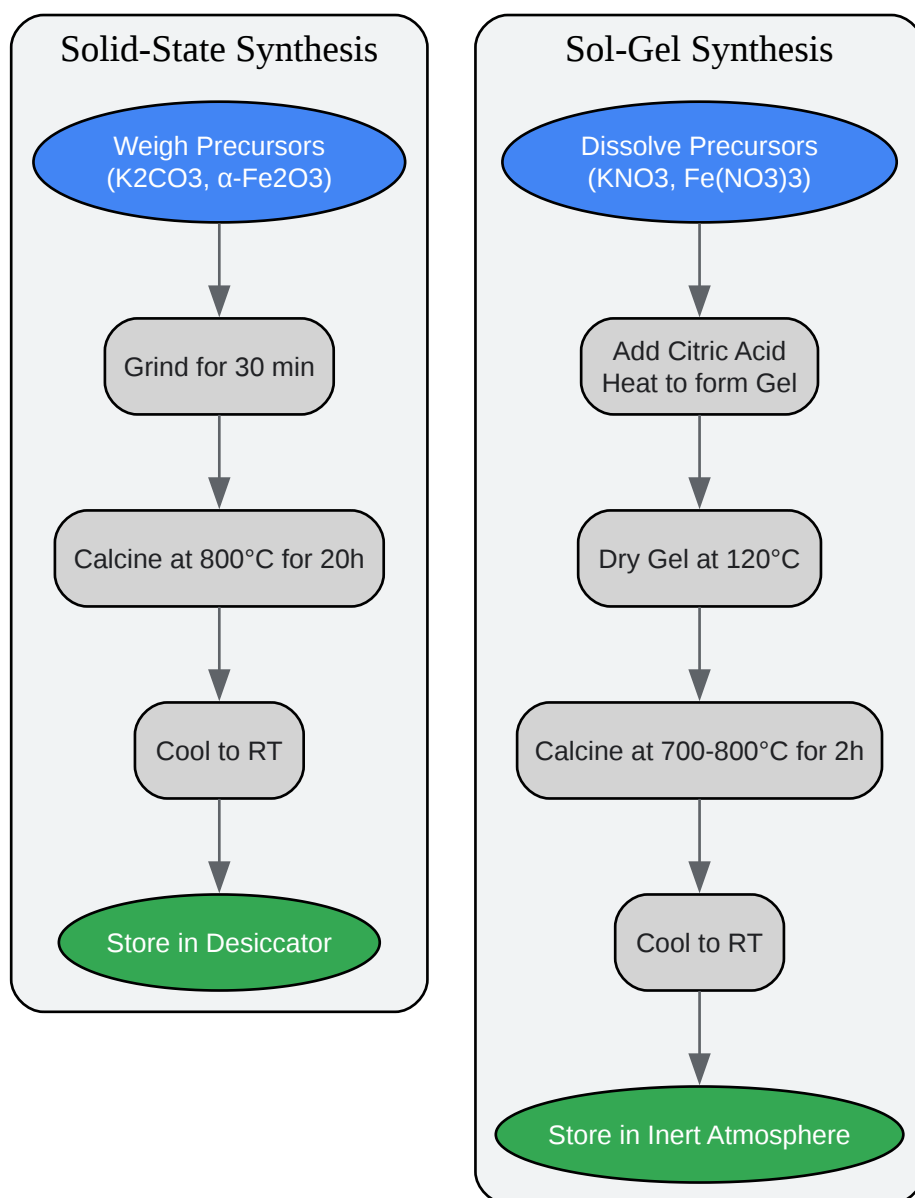 Solid-State Synthesis
Weigh Precursors
(K2CO3, α-Fe2O3)
Grind for 30 min
Calcine at 800°C for 20h
Cool to RT
Store in Desiccator
Sol-Gel Synthesis
Dissolve Precursors
(KNO3, Fe(NO3)3)
Add Citric Acid
Heat to form Gel
Dry Gel at 120°C
Calcine at 700-800°C for 2h
Cool to RT
Store in Inert Atmosphere